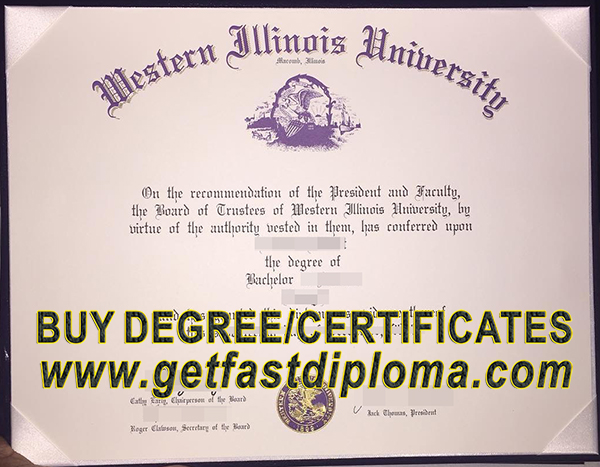 Western Illinois University
Macomb, Illinois
On the recommendation of the President and Faculty,
the Board of Trustees of Western Illinois University, by
virtue of the authority vested in them, has conferred upon
the degree of
Bachelor
BUY DEGREE/CERTIFICATES
www.getfastdiploma.com
Cathy Early, Chairperson of the Board
Jack Thomas, President
Roger Clawson, Secretary of the Board